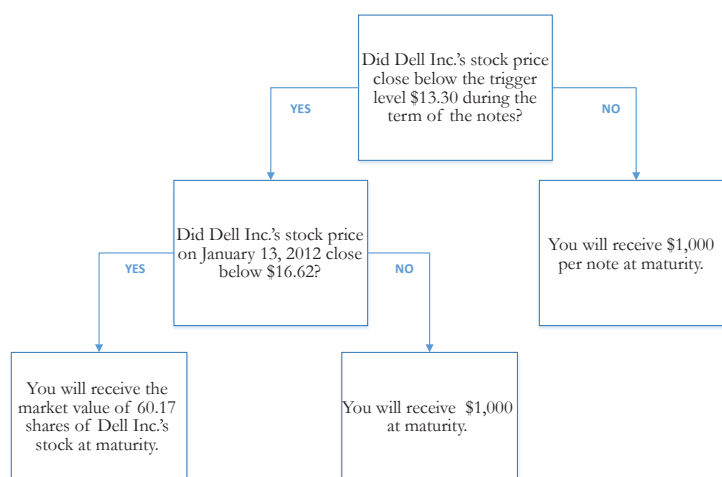 Did Dell Inc.'s stock price
close below the trigger
level $13.30 during the
term of the notes?
YES
NO
Did Dell Inc.'s stock price
on January 13, 2012 close
below $16.62?
You will receive $1,000
per note at maturity.
YES
NO
You will receive the
market value of 60.17
shares of Dell Inc.'s
stock at maturity.
You will receive $1,000
at maturity.